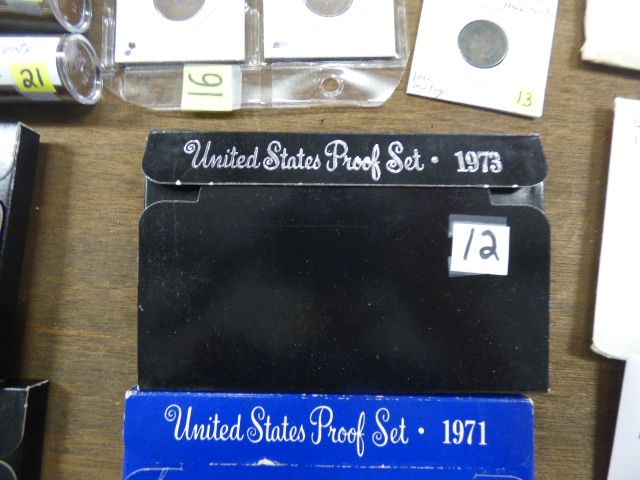 21
16
13
United States Proof Set · 1973
12
United States Proof Set · 1971